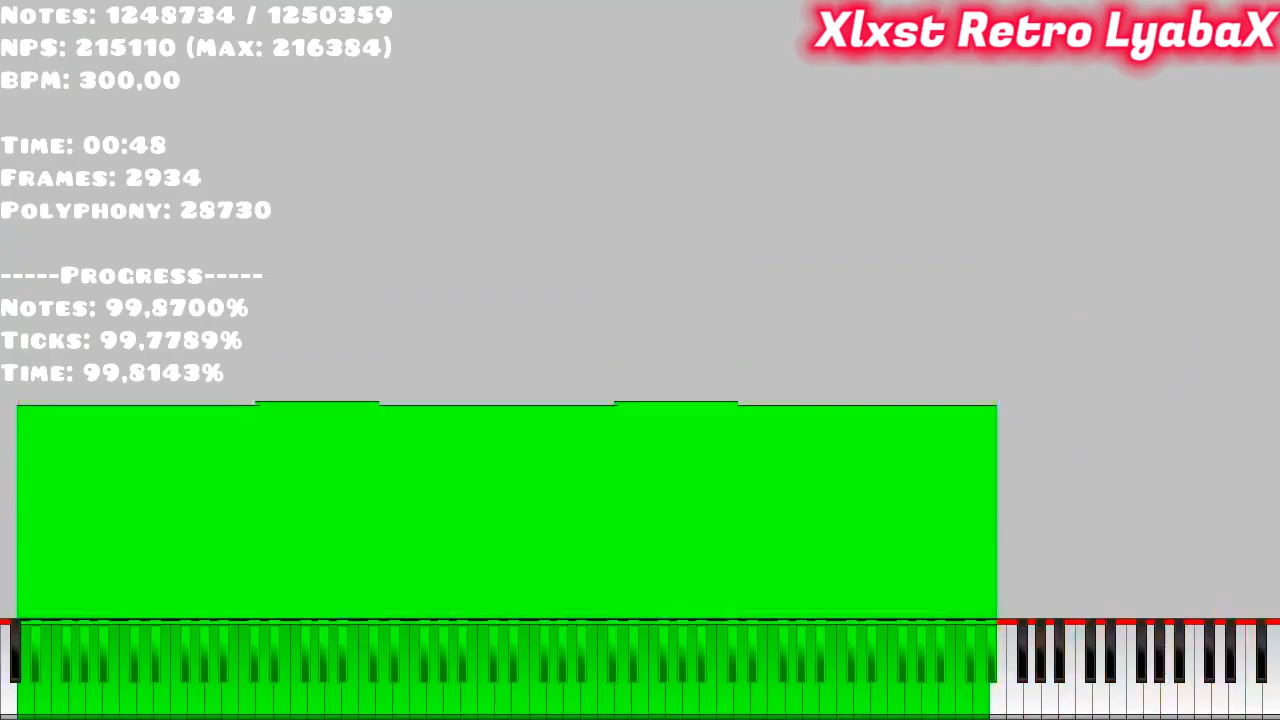 Notes: 1248734 / 1250359
Xlxst Retro LyabaX
NPS: 215110 (Max: 216384)
BPM: 300,00
Time: 00:48
Frames: 2934
Polyphony: 28730
-----Progress-----
Notes: 99,8700%
Ticks: 99,7789%
Time: 99,8143%